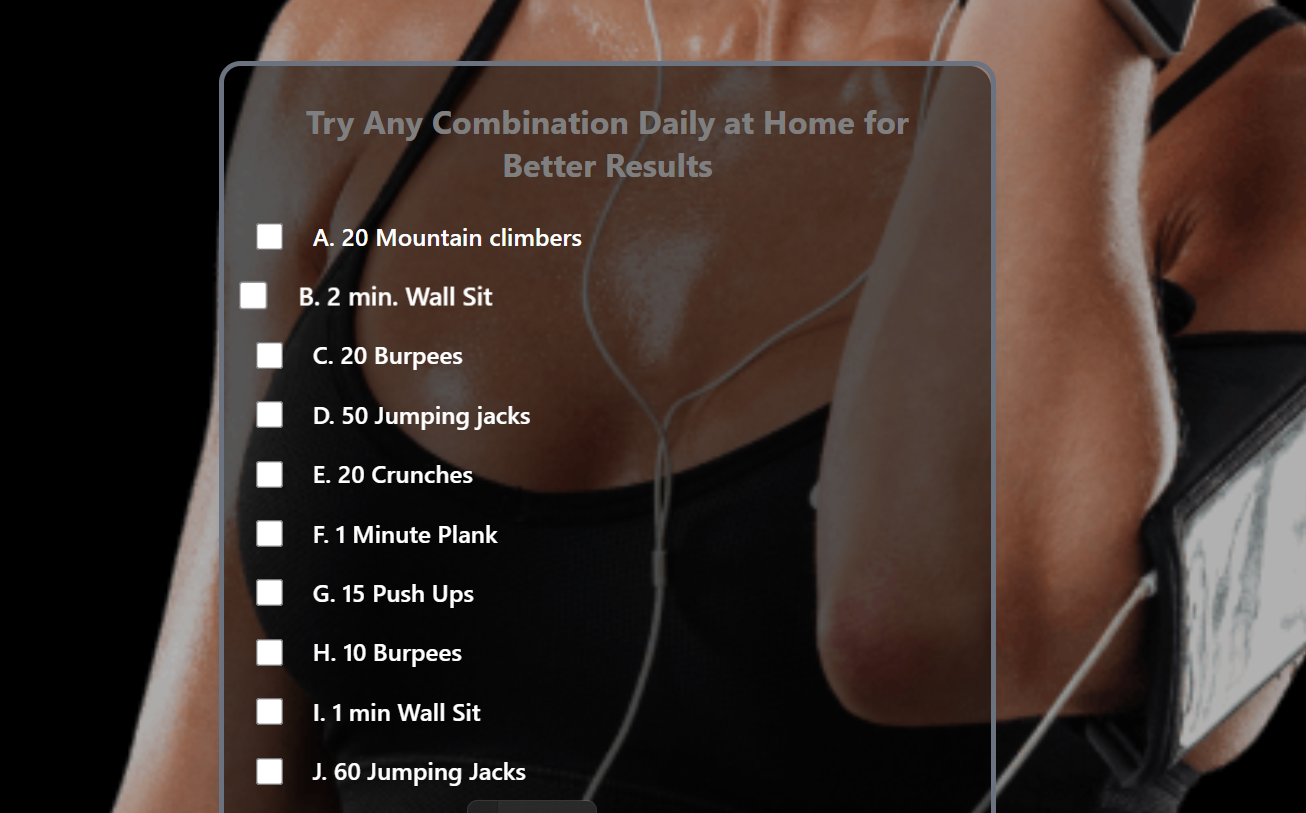 Try Any Combination Daily at Home for
Better Results
A. 20 Mountain climbers
B. 2 min. Wall Sit
C. 20 Burpees
D. 50 Jumping jacks
E. 20 Crunches
F. 1 Minute Plank
G. 15 Push Ups
H. 10 Burpees
I. 1 min Wall Sit
J. 60 Jumping Jacks